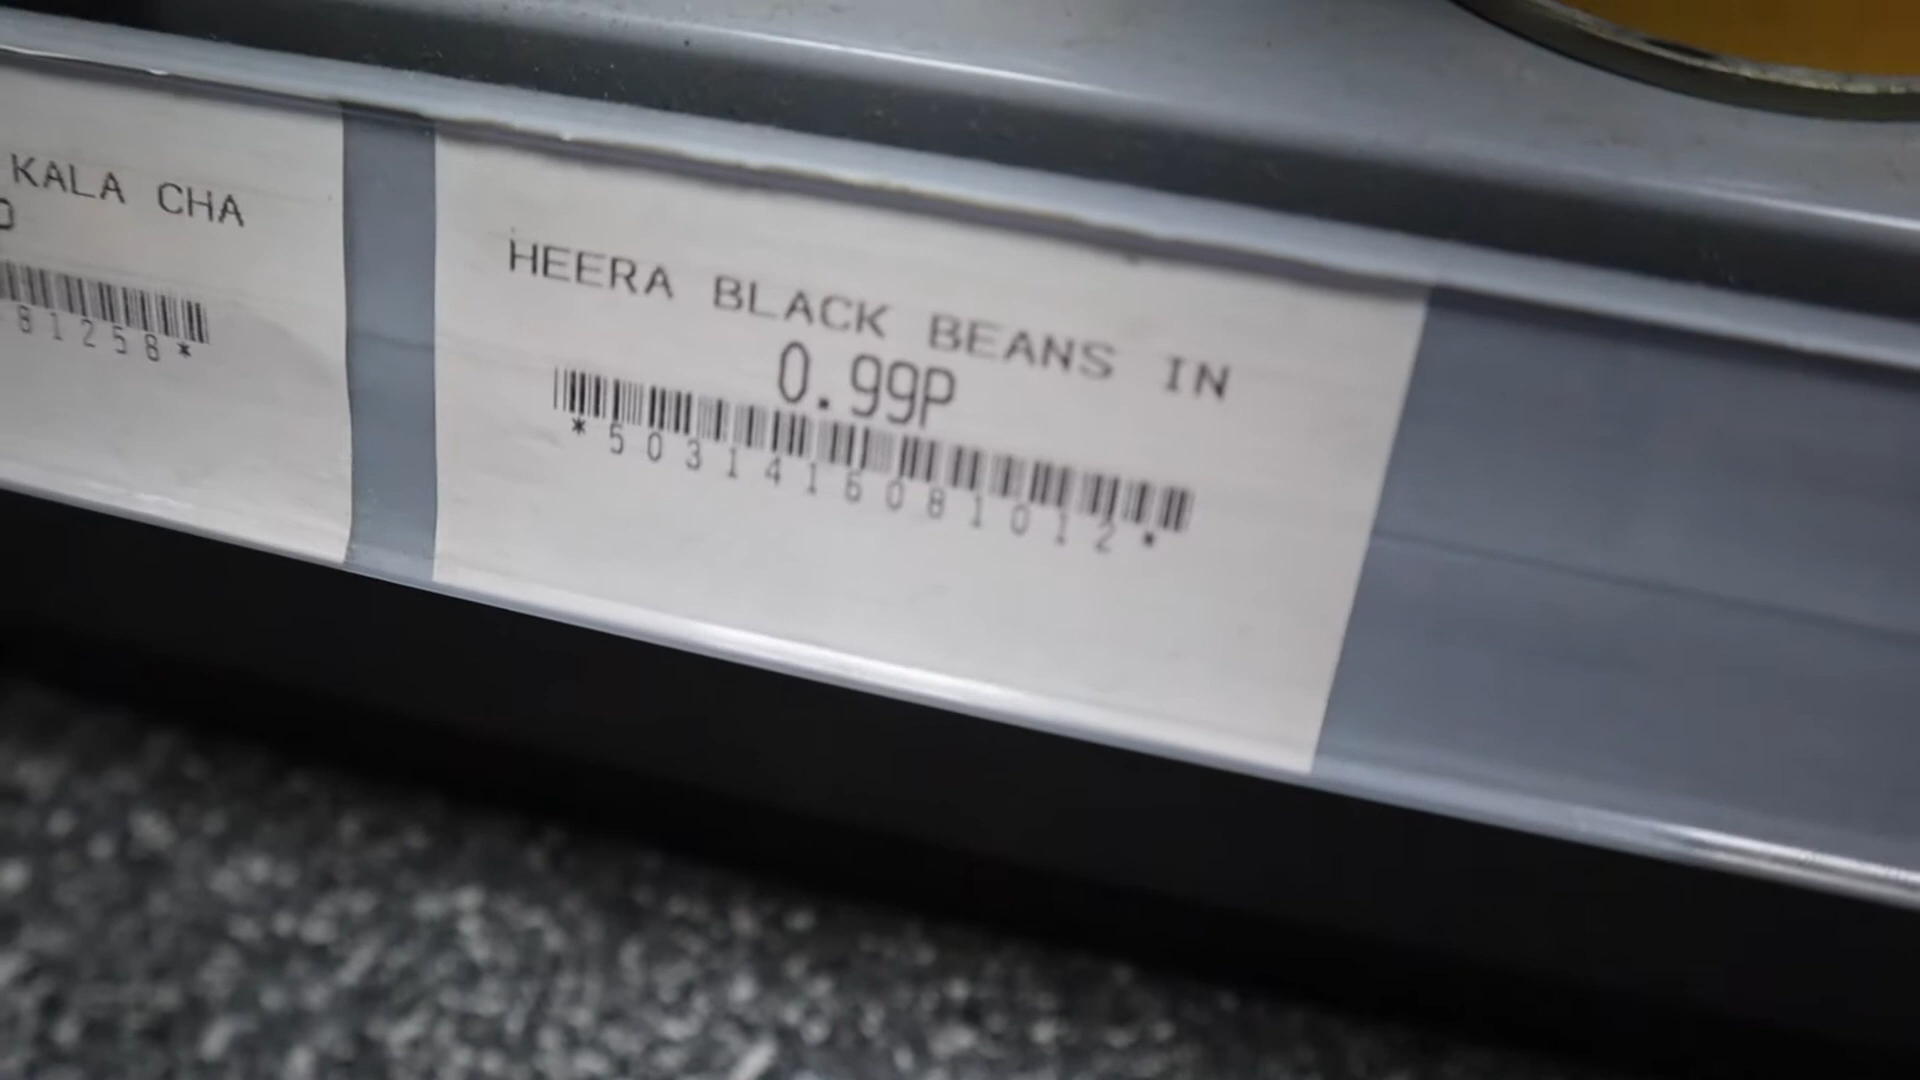 KALA CHA
81258*
HEERA BLACK BEANS IN
0.99P
*5031416081012*